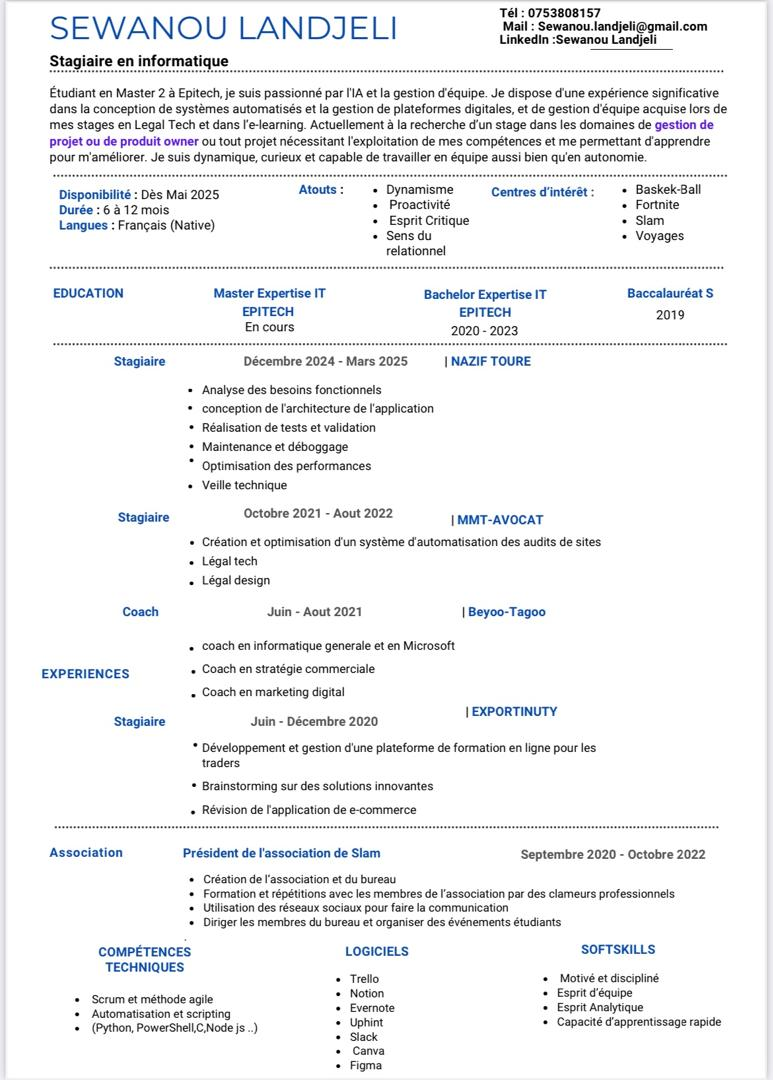 SEWANOU LANDJELI
Tél : 0753808157
Mail : Sewanou.landjeli@gmail.com
LinkedIn :Sewanou Landjeli
Stagiaire en informatique
Étudiant en Master 2 à Epitech, je suis passionné par l'IA et la gestion d'équipe. Je dispose d'une expérience significative
dans la conception de systèmes automatisés et la gestion de plateformes digitales, et de gestion d'équipe acquise lors de
mes stages en Legal Tech et dans l'e-learning. Actuellement à la recherche d'un stage dans les domaines de gestion de
projet ou de produit owner ou tout projet nécessitant l'exploitation de mes compétences et me permettant d'apprendre
pour m'améliorer. Je suis dynamique, curieux et capable de travailler en équipe aussi bien qu'en autonomie.
Disponibilité : Dès Mai 2025
Durée : 6 à 12 mois
Langues : Français (Native)
Atouts :
• Dynamisme
• Proactivité
• Esprit Critique
• Sens du
relationnel
Centres d'intérêt :
• Baskek-Ball
• Fortnite
• Slam
• Voyages
EDUCATION
Master Expertise IT
EPITECH
En cours
Bachelor Expertise IT
EPITECH
2020 - 2023
Baccalauréat S
2019
Stagiaire Décembre 2024 - Mars 2025 | NAZIF TOURE
• Analyse des besoins fonctionnels
• conception de l'architecture de l'application
• Réalisation de tests et validation
• Maintenance et déboggage
• Optimisation des performances
• Veille technique
Stagiaire Octobre 2021 - Aout 2022 | MMT-AVOCAT
• Création et optimisation d'un système d'automatisation des audits de sites
• Légal tech
• Légal design
Coach Juin - Aout 2021 | Beyoo-Tagoo
• coach en informatique generale et en Microsoft
• Coach en stratégie commerciale
EXPERIENCES
• Coach en marketing digital
Stagiaire Juin - Décembre 2020 | EXPORTINUTY
• Développement et gestion d'une plateforme de formation en ligne pour les
traders
• Brainstorming sur des solutions innovantes
• Révision de l'application de e-commerce
Association Président de l'association de Slam Septembre 2020 - Octobre 2022
• Création de l'association et du bureau
• Formation et répétitions avec les membres de l'association par des clameurs professionnels
• Utilisation des réseaux sociaux pour faire la communication
• Diriger les membres du bureau et organiser des événements étudiants
COMPÉTENCES
TECHNIQUES
• Scrum et méthode agile
• Automatisation et scripting
• (Python, PowerShell,C,Node js ..)
LOGICIELS
• Trello
• Notion
• Evernote
• Uphint
• Slack
• Canva
• Figma
SOFTSKILLS
• Motivé et discipliné
• Esprit d'équipe
• Esprit Analytique
• Capacité d'apprentissage rapide